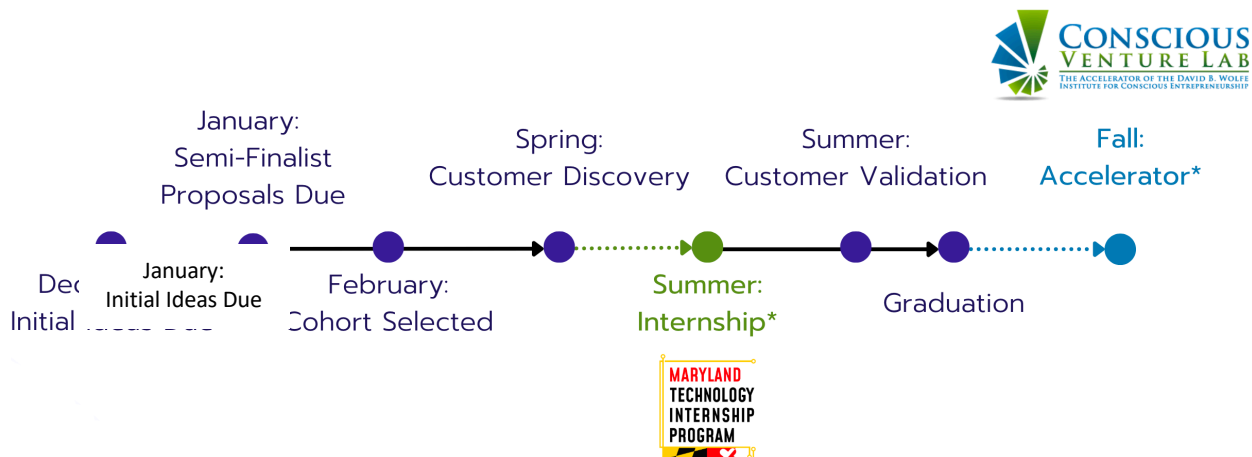 CONSCIOUS
VENTURE LAB
THE ACCELERATOR OF THE DAVID B. WOLFE
INSTITUTE FOR CONSCIOUS ENTREPRENEURSHIP
January:
Semi-Finalist
Proposals Due
Spring:
Customer Discovery
Summer:
Customer Validation
Fall:
Accelerator*
January:
Initial Ideas Due
Initial
February:
Cohort Selected
Summer:
Internship*
Graduation
MARYLAND
TECHNOLOGY
INTERNSHIP
PROGRAM